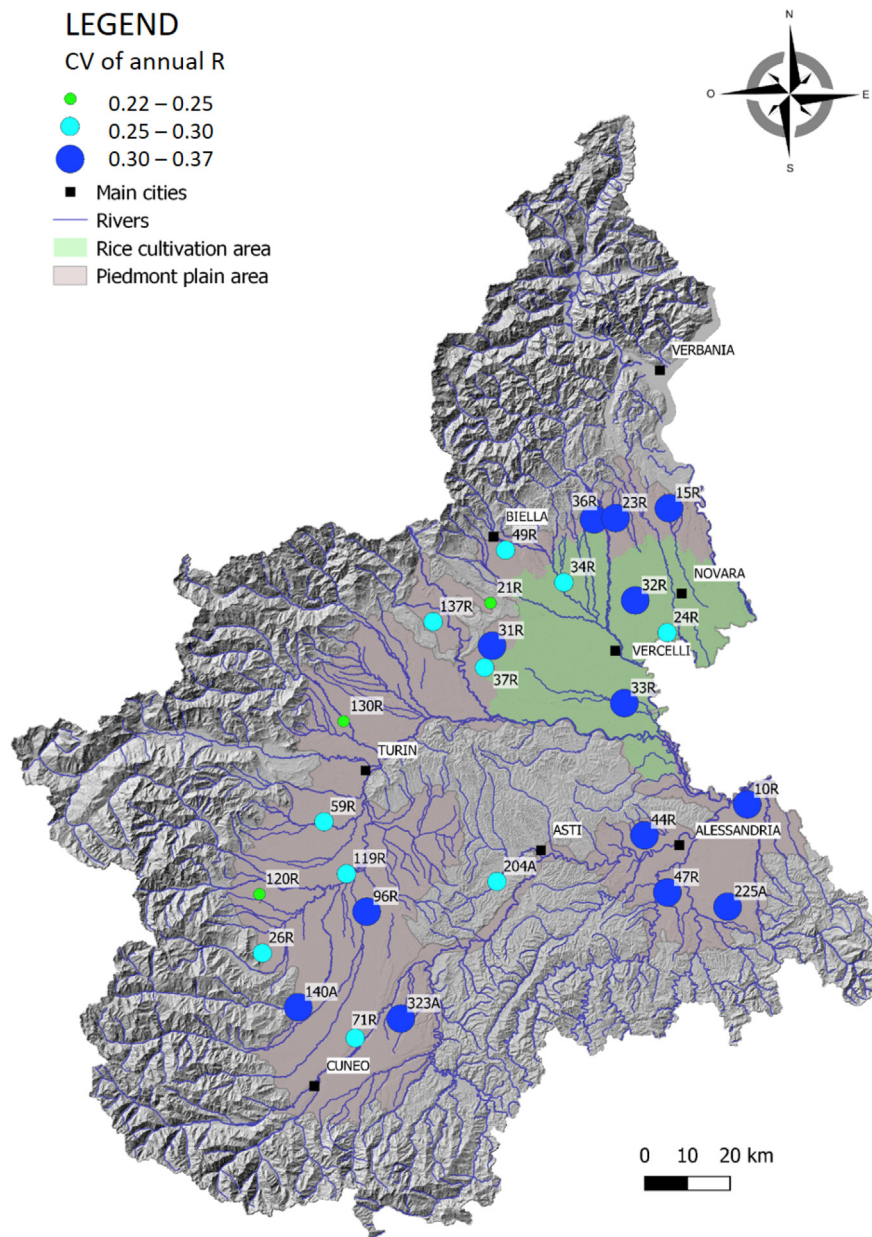 LEGEND
CV of annual R
0.22 – 0.25
0.25 – 0.30
0.30 – 0.37
Main cities
Rivers
Rice cultivation area
Piedmont plain area
N
O
E
S
VERBANIA
15R
36R
23R
BIELLA
49R
34R
21R
32R
NOVARA
137R
31R
24R
VERCELLI
37R
33R
130R
TURIN
10R
59R
44R
ALESSANDRIA
ASTI
119R
204A
120R
47R
96R
225A
26R
140A
323A
71R
CUNEO
0 10 20 km